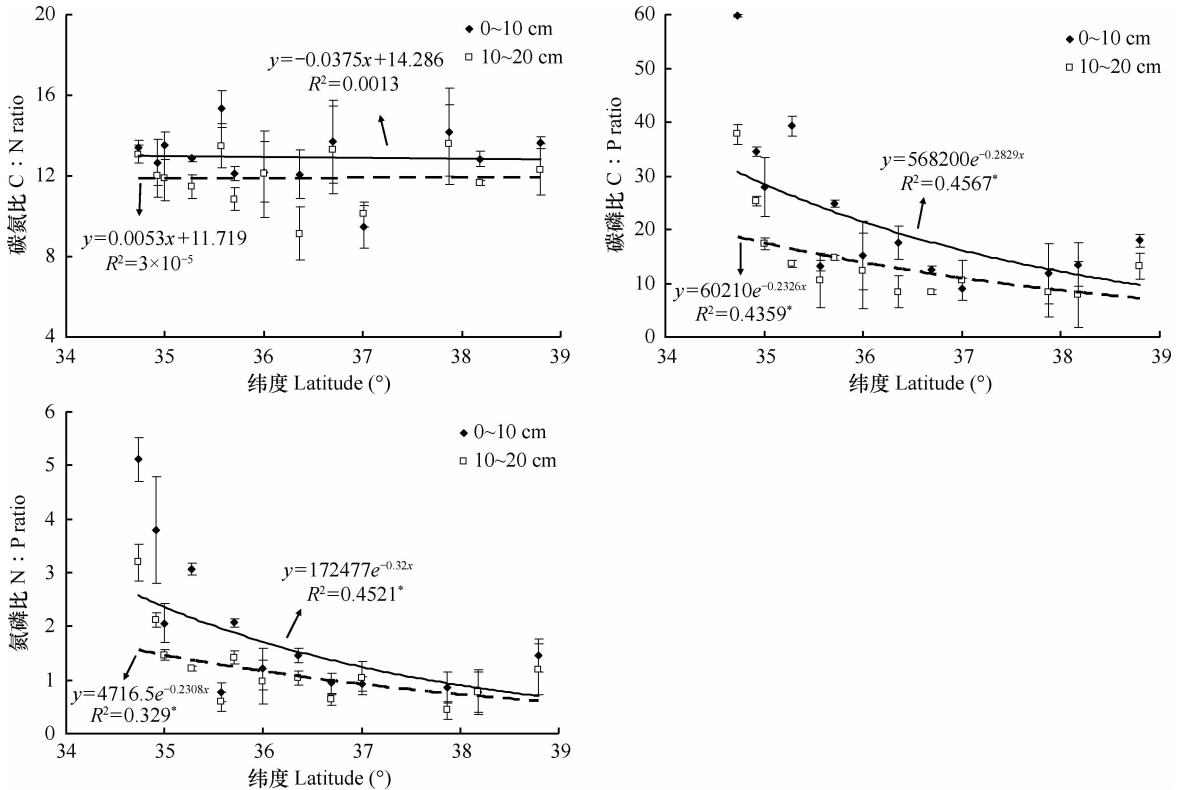 20
16
12
8
4
碳氮比 C∶N ratio
0~10 cm
10~20 cm
y=−0.0375x+14.286
R²=0.0013
y=0.0053x+11.719
R²=3×10⁻⁵
34 35 36 37 38 39
纬度 Latitude (°)
60
50
40
30
20
10
0
碳磷比 C∶P ratio
0~10 cm
10~20 cm
y=568200e^−0.2829x
R²=0.4567*
y=60210e^−0.2326x
R²=0.4359*
34 35 36 37 38 39
纬度 Latitude (°)
6
5
4
3
2
1
0
氮磷比 N∶P ratio
0~10 cm
10~20 cm
y=172477e^−0.32x
R²=0.4521*
y=4716.5e^−0.2308x
R²=0.329*
34 35 36 37 38 39
纬度 Latitude (°)